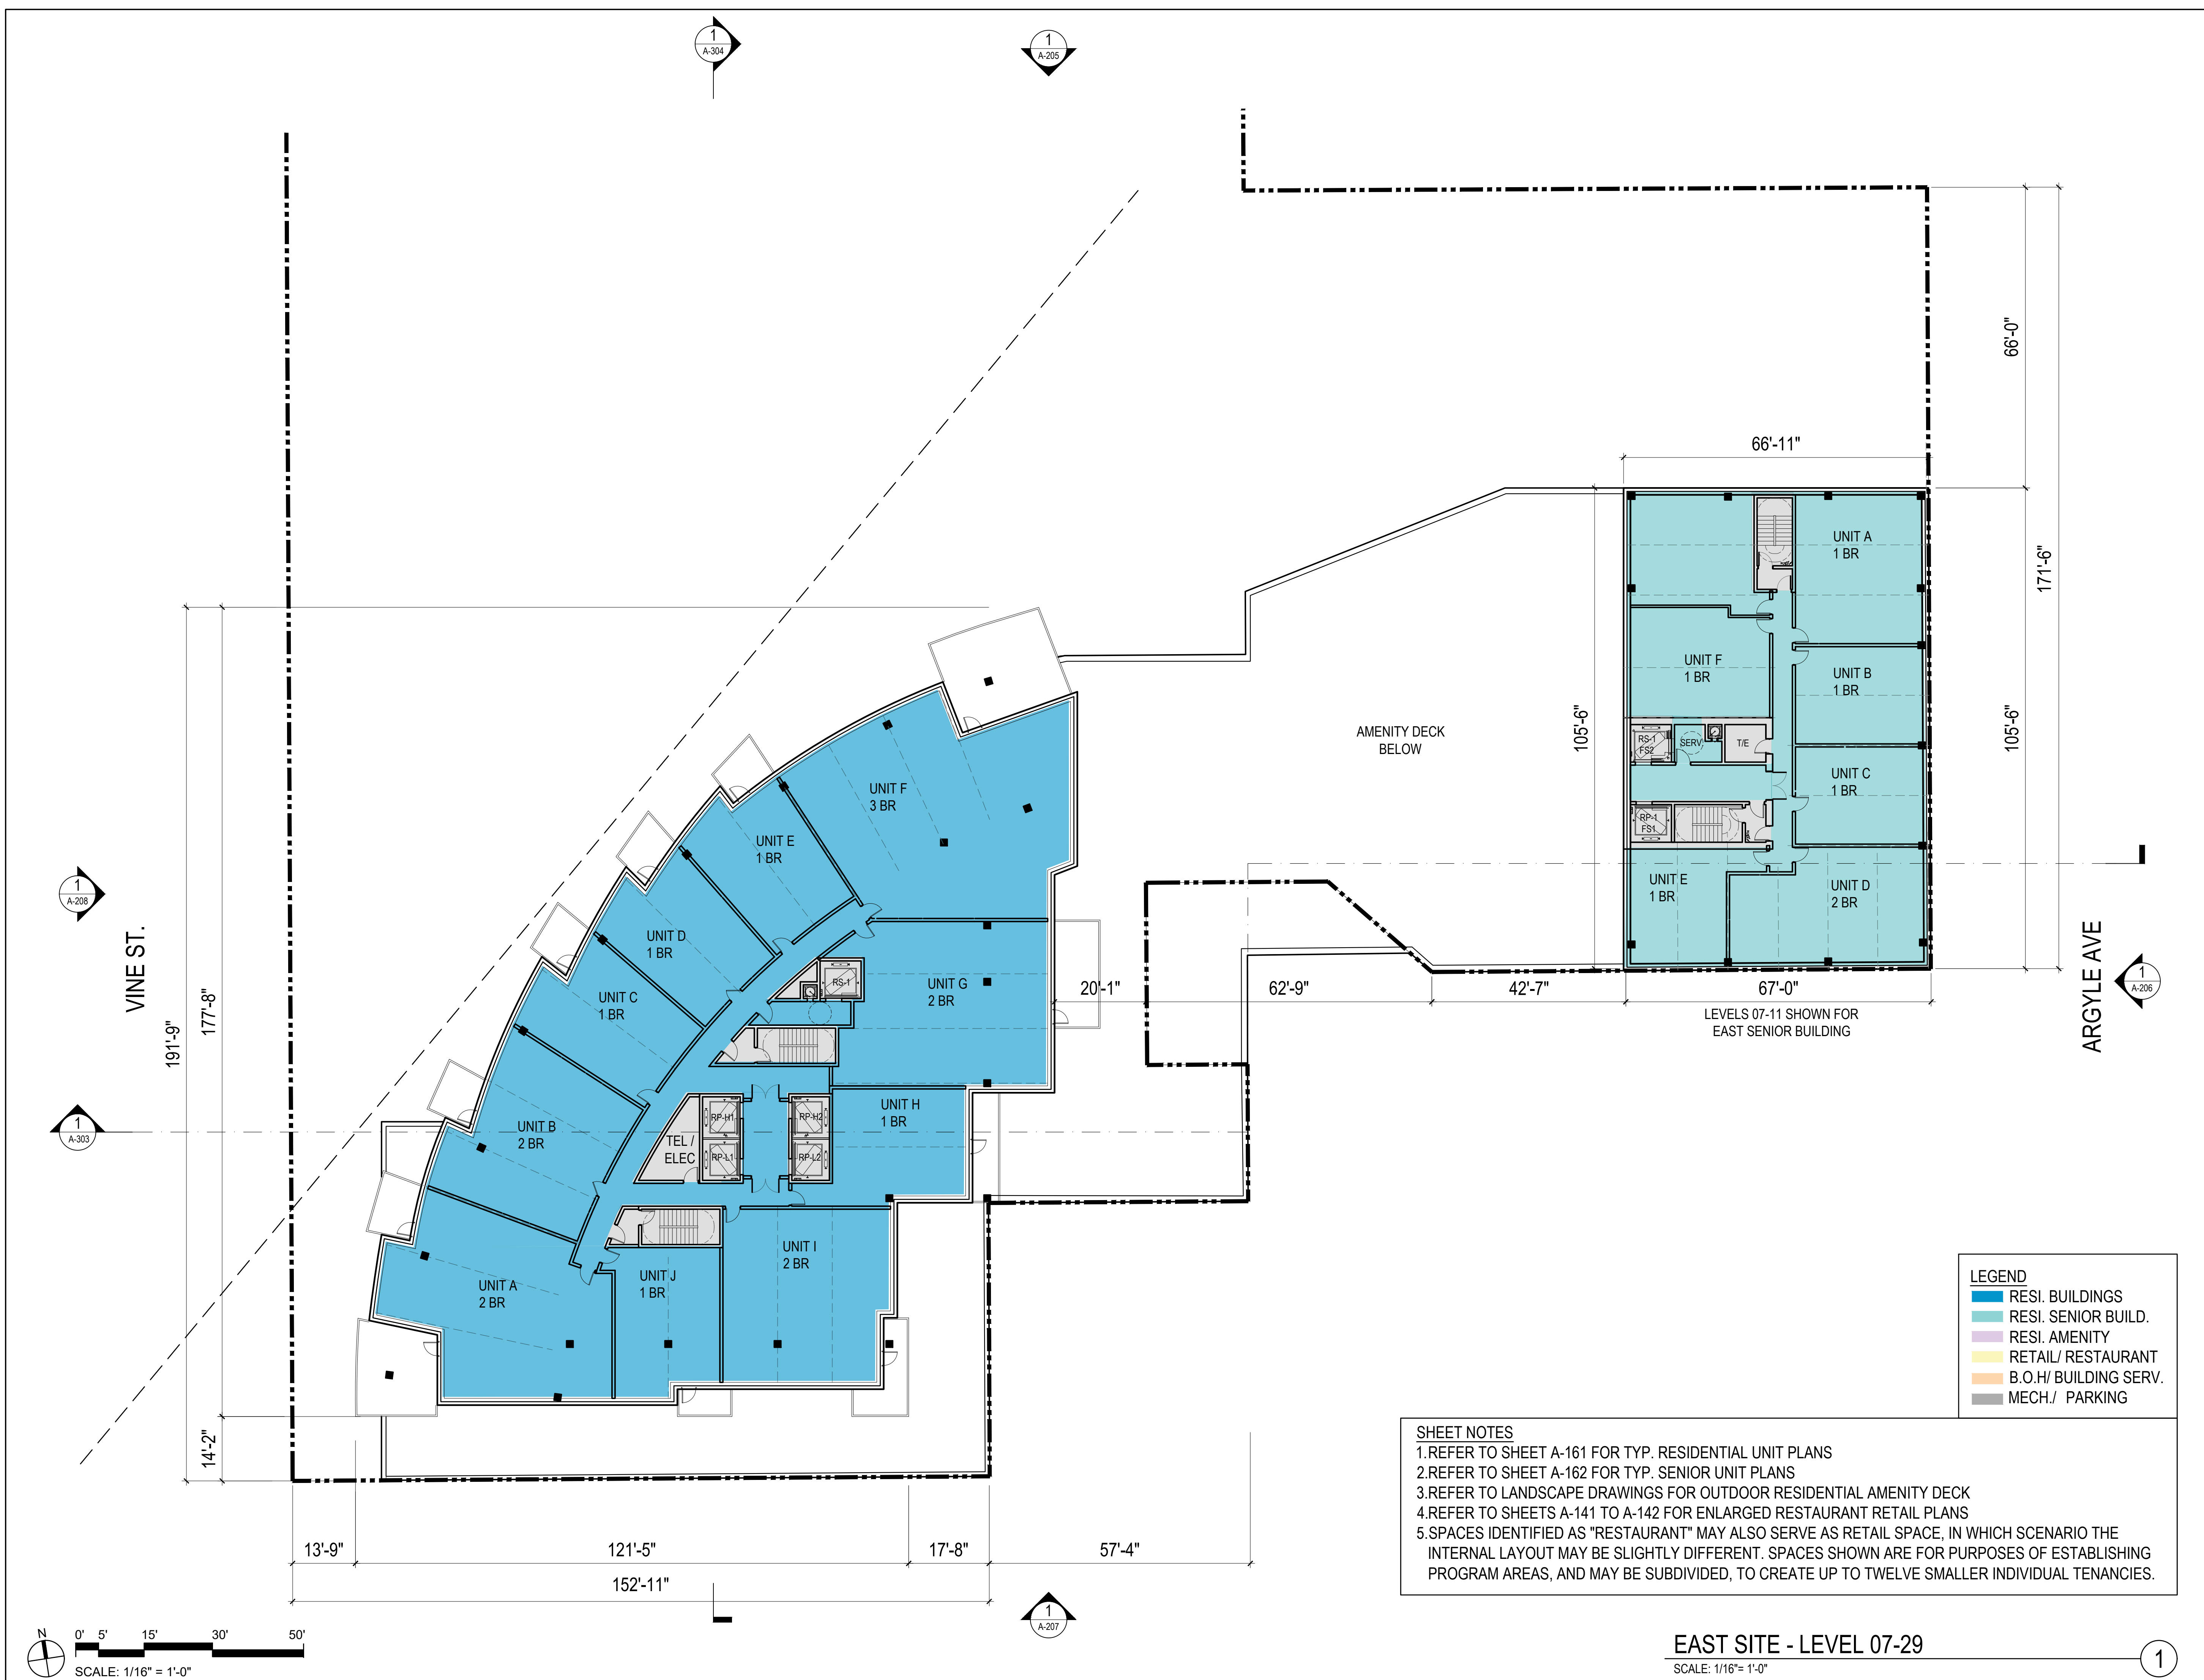 1
A-304
1
A-205
66'-0"
66'-11"
171'-6"
UNIT A
1 BR
UNIT F
1 BR
UNIT B
1 BR
105'-6"
105'-6"
AMENITY DECK
BELOW
RS-1
FS2
SERV.
T/E
UNIT C
1 BR
RP-1
FS1
UNIT E
1 BR
UNIT D
2 BR
UNIT F
3 BR
UNIT E
1 BR
UNIT D
1 BR
UNIT C
1 BR
RS-1
UNIT G
2 BR
20'-1"
62'-9"
42'-7"
67'-0"
LEVELS 07-11 SHOWN FOR
EAST SENIOR BUILDING
ARGYLE AVE
1
A-206
1
A-208
VINE ST.
191'-9"
177'-8"
1
A-303
UNIT B
2 BR
TEL /
ELEC
RP-H1
RP-H2
RP-L1
RP-L2
UNIT H
1 BR
UNIT A
2 BR
UNIT J
1 BR
UNIT I
2 BR
14'-2"
13'-9"
121'-5"
17'-8"
57'-4"
152'-11"
1
A-207
LEGEND
RESI. BUILDINGS
RESI. SENIOR BUILD.
RESI. AMENITY
RETAIL/ RESTAURANT
B.O.H/ BUILDING SERV.
MECH./ PARKING
SHEET NOTES
1.REFER TO SHEET A-161 FOR TYP. RESIDENTIAL UNIT PLANS
2.REFER TO SHEET A-162 FOR TYP. SENIOR UNIT PLANS
3.REFER TO LANDSCAPE DRAWINGS FOR OUTDOOR RESIDENTIAL AMENITY DECK
4.REFER TO SHEETS A-141 TO A-142 FOR ENLARGED RESTAURANT RETAIL PLANS
5.SPACES IDENTIFIED AS "RESTAURANT" MAY ALSO SERVE AS RETAIL SPACE, IN WHICH SCENARIO THE
INTERNAL LAYOUT MAY BE SLIGHTLY DIFFERENT. SPACES SHOWN ARE FOR PURPOSES OF ESTABLISHING
PROGRAM AREAS, AND MAY BE SUBDIVIDED, TO CREATE UP TO TWELVE SMALLER INDIVIDUAL TENANCIES.
N
0' 5' 15' 30' 50'
SCALE: 1/16" = 1'-0"
EAST SITE - LEVEL 07-29
SCALE: 1/16"= 1'-0"
1